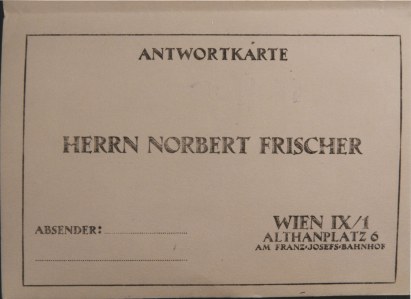 ANTWORTKARTE
HERRN NORBERT FRISCHER
ABSENDER:
WIEN IX/1
ALTHANPLATZ 6
AM FRANZ-JOSEFS-BAHNHOF